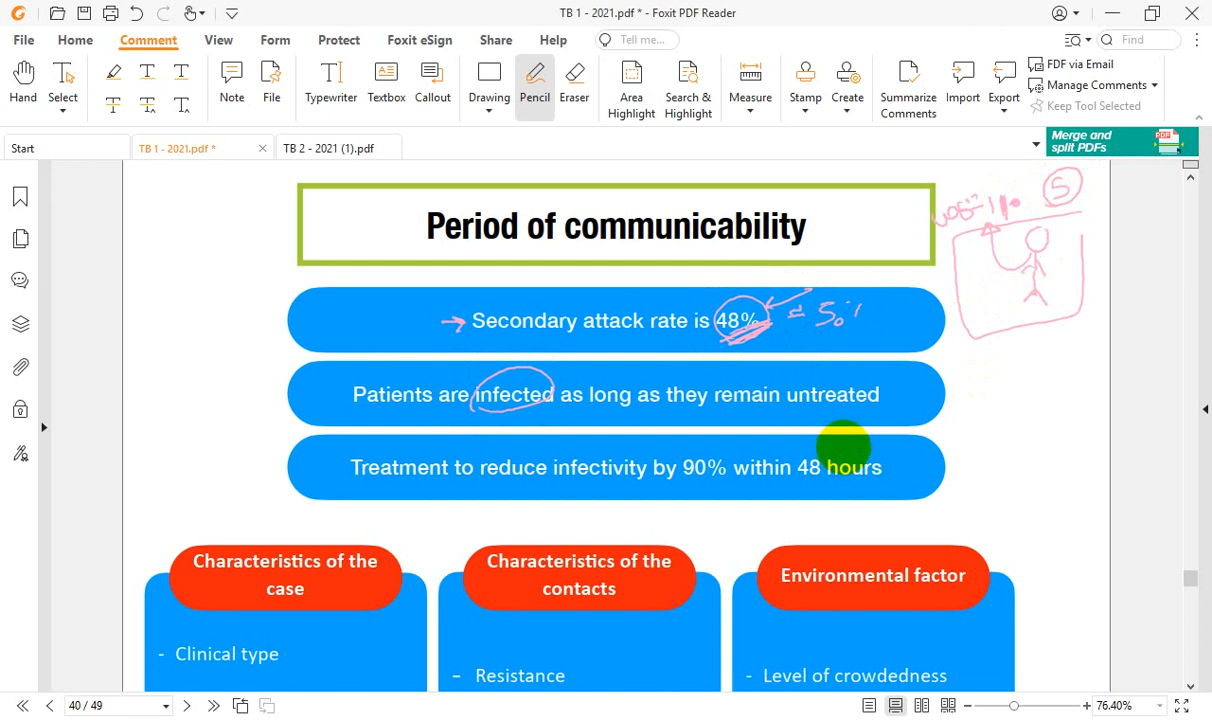 TB 1 - 2021.pdf * - Foxit PDF Reader
File Home Comment View Form Protect Foxit eSign Share Help Tell me... Find
Hand Select Note File Typewriter Textbox Callout Drawing Pencil Eraser Area Highlight Search & Highlight Measure Stamp Create Summarize Comments Import Export
FDF via Email
Manage Comments
Keep Tool Selected
Start TB 1 - 2021.pdf * TB 2 - 2021 (1).pdf
Merge and
split PDFs
PDF
5
Period of communicability
Secondary attack rate is 48% = 50%
Patients are infected as long as they remain untreated
Treatment to reduce infectivity by 90% within 48 hours
Characteristics of the case
Characteristics of the contacts
Environmental factor
- Clinical type
- Resistance
- Level of crowdedness
40 / 49 76.40%